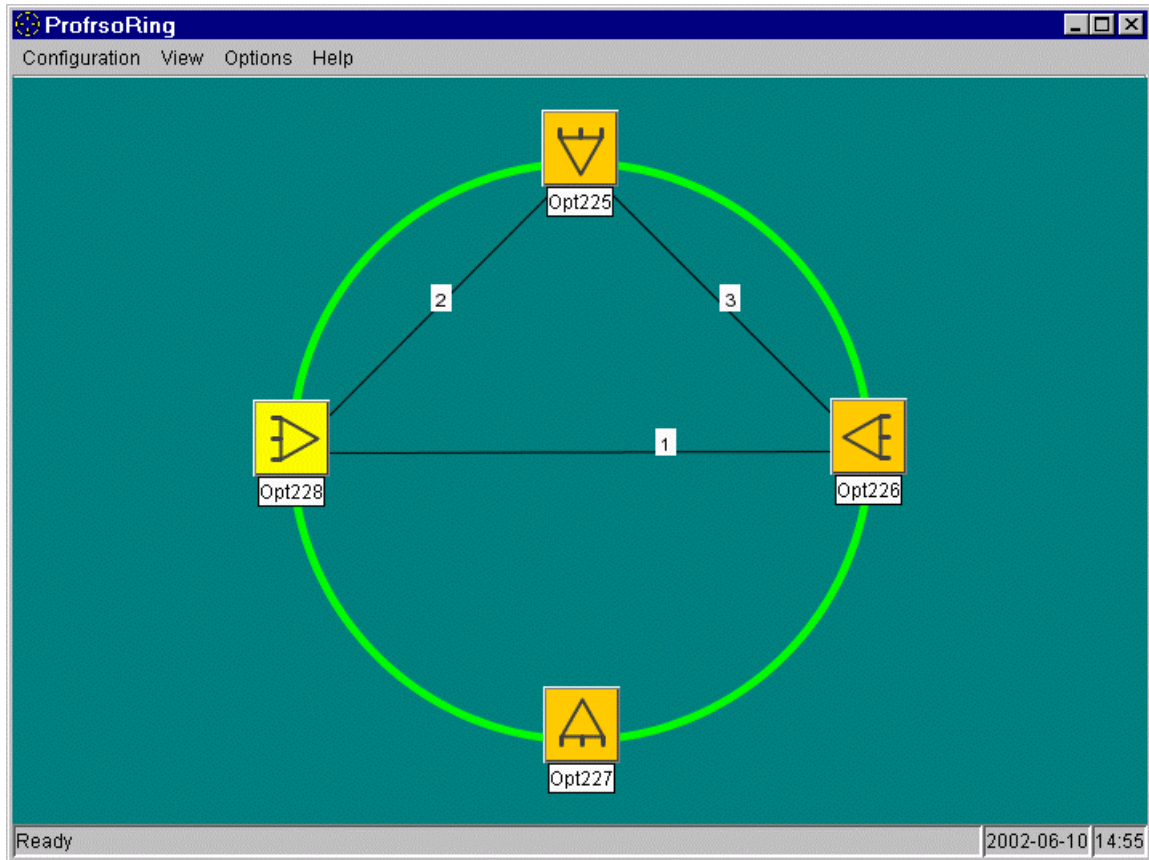 ProfrsoRing
Configuration View Options Help
Opt225
2
3
1
Opt228
Opt226
Opt227
Ready 2002-06-10 14:55